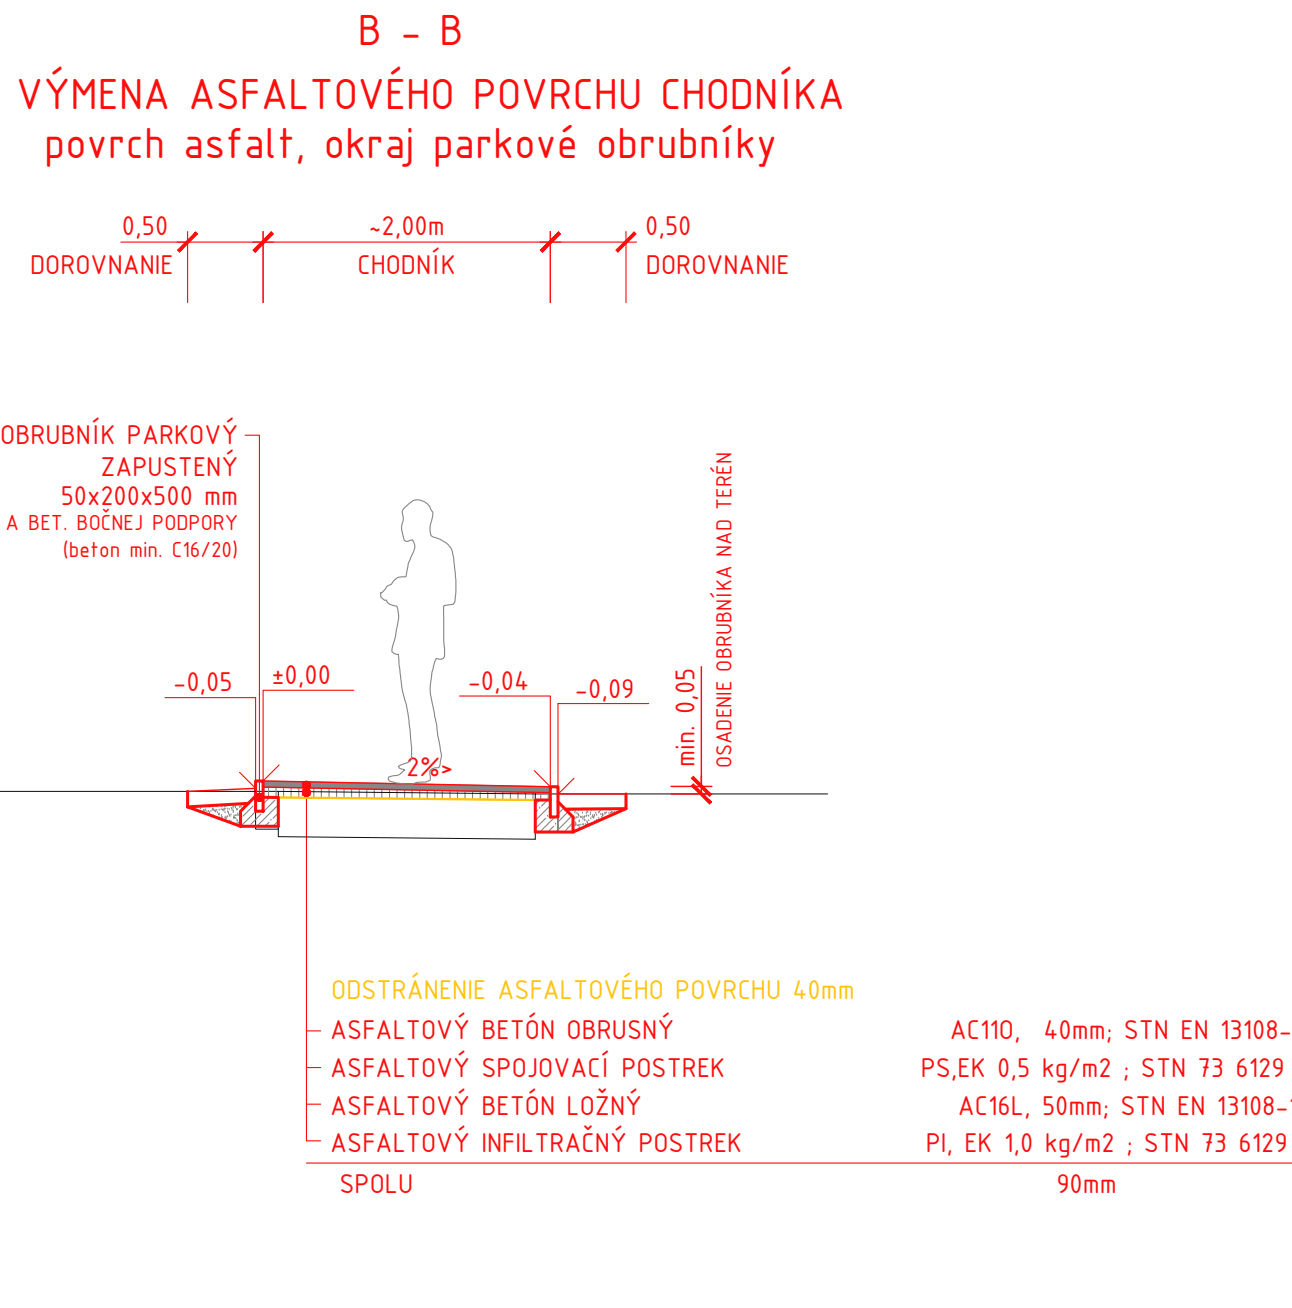 B - B
VÝMENA ASFALTOVÉHO POVRCHU CHODNÍKA
povrch asfalt, okraj parkové obrubníky
0,50
~2,00m
0,50
DOROVNANIE
CHODNÍK
DOROVNANIE
OBRUBNÍK PARKOVÝ
ZAPUSTENÝ
50x200x500 mm
A BET. BOČNEJ PODPORY
(beton min. C16/20)
OSADENIE OBRUBNÍKA NAD TERÉN
min. 0,05
-0,05
±0,00
-0,04
-0,09
2%>
ODSTRÁNENIE ASFALTOVÉHO POVRCHU 40mm
ASFALTOVÝ BETÓN OBRUSNÝ AC11O, 40mm; STN EN 13108-
ASFALTOVÝ SPOJOVACÍ POSTREK PS,EK 0,5 kg/m2 ; STN 73 6129
ASFALTOVÝ BETÓN LOŽNÝ AC16L, 50mm; STN EN 13108-1
ASFALTOVÝ INFILTRAČNÝ POSTREK PI, EK 1,0 kg/m2 ; STN 73 6129
SPOLU 90mm